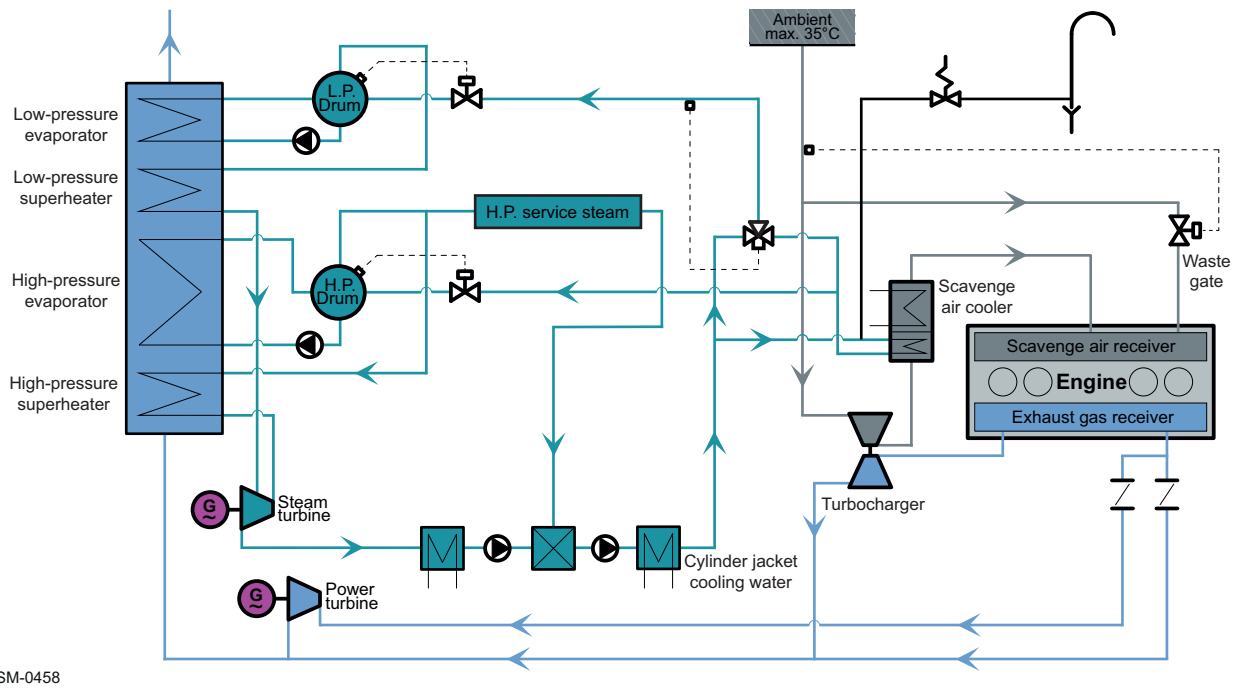 Ambient
max. 35°C
L.P.
Drum
Low-pressure
evaporator
Low-pressure
superheater
H.P. service steam
High-pressure
evaporator
H.P.
Drum
Waste
gate
Scavenge
air cooler
Scavenge air receiver
Engine
Exhaust gas receiver
High-pressure
superheater
G
~
Steam
turbine
Turbocharger
Cylinder jacket
cooling water
G
~
Power
turbine
SM-0458